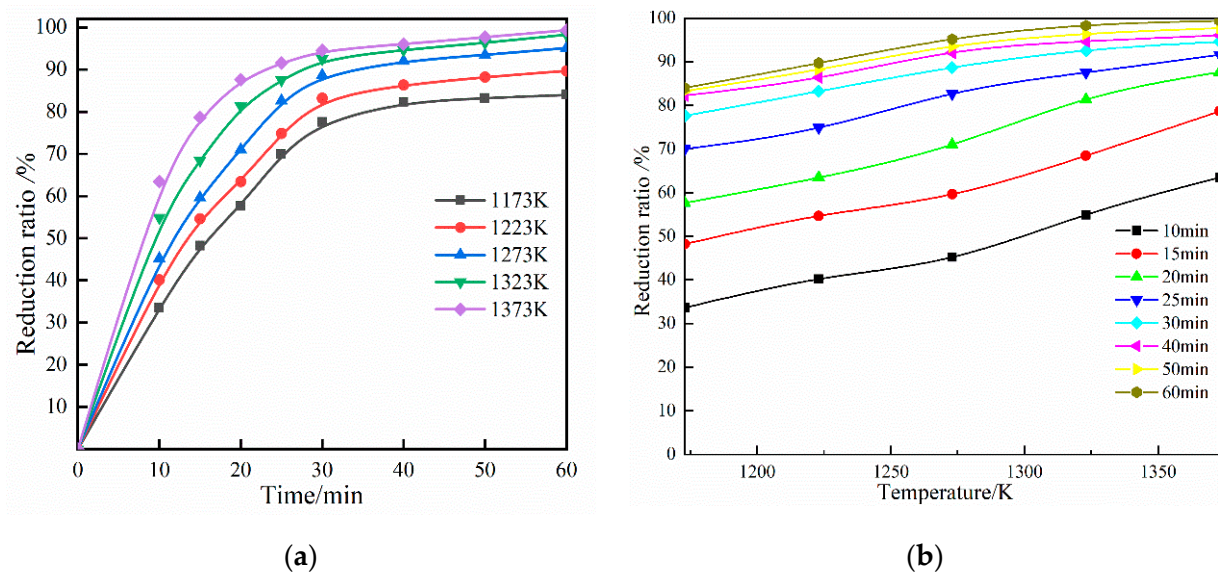 100
90
80
70
60
50
40
30
20
10
0 10 20 30 40 50 60
Reduction ratio /%
Time/min
1173K
1223K
1273K
1323K
1373K
(a)
100
90
80
70
60
50
40
30
20
10
0
1200 1250 1300 1350
Reduction ratio /%
Temperature/K
10min
15min
20min
25min
30min
40min
50min
60min
(b)